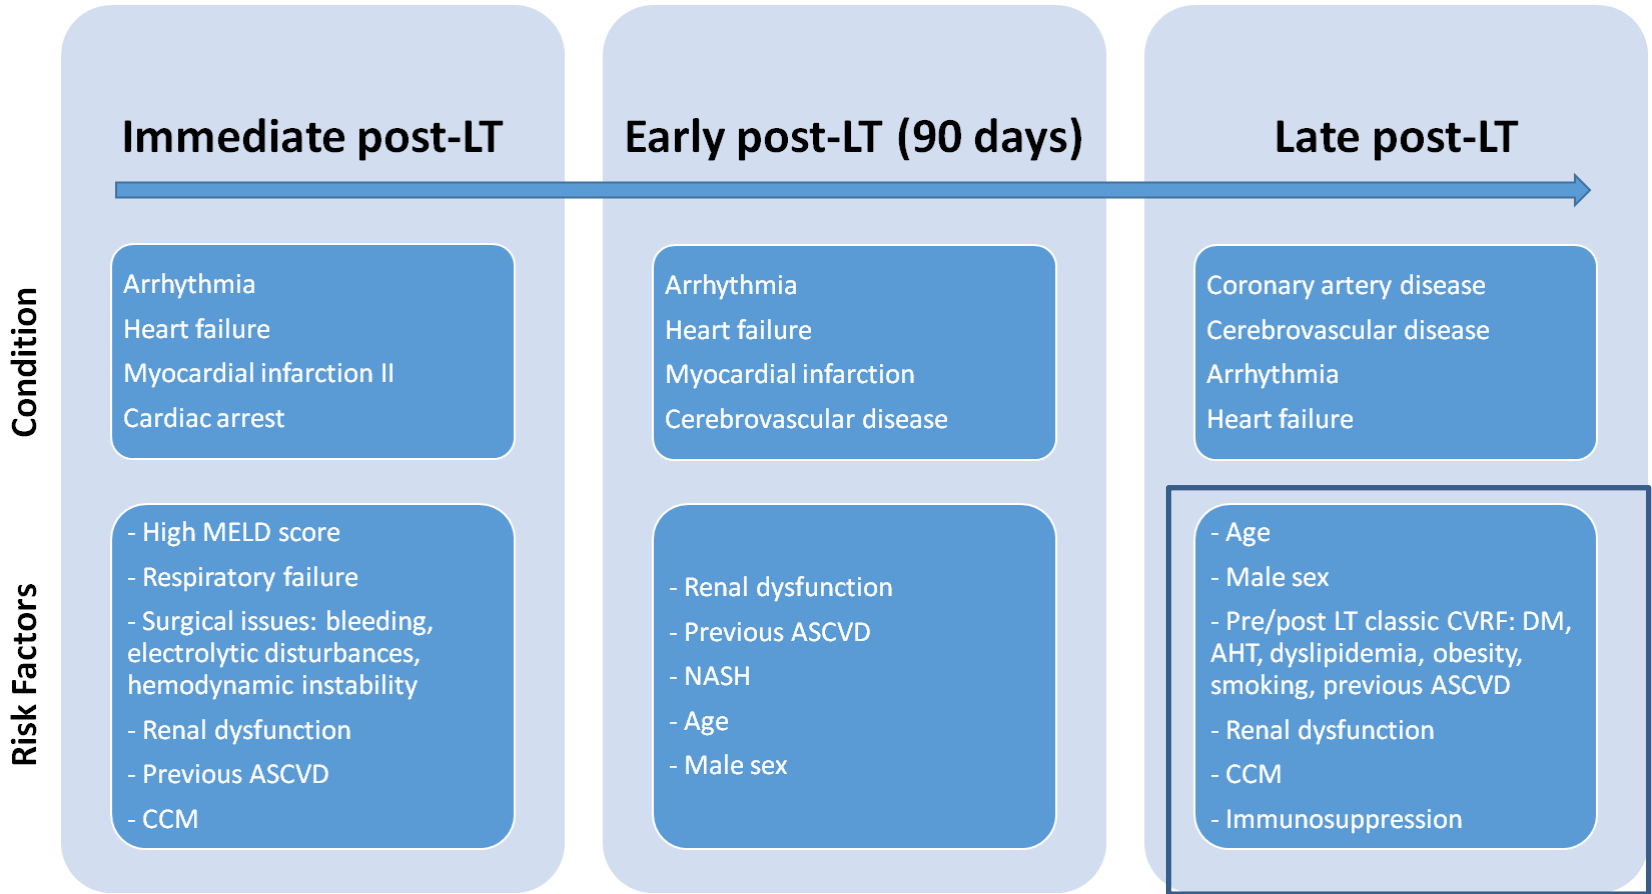 Immediate post-LT
Early post-LT (90 days)
Late post-LT
Condition
Arrhythmia
Heart failure
Myocardial infarction II
Cardiac arrest
Arrhythmia
Heart failure
Myocardial infarction
Cerebrovascular disease
Coronary artery disease
Cerebrovascular disease
Arrhythmia
Heart failure
Risk Factors
- High MELD score
- Respiratory failure
- Surgical issues: bleeding,
electrolytic disturbances,
hemodynamic instability
- Renal dysfunction
- Previous ASCVD
- CCM
- Renal dysfunction
- Previous ASCVD
- NASH
- Age
- Male sex
- Age
- Male sex
- Pre/post LT classic CVRF: DM,
AHT, dyslipidemia, obesity,
smoking, previous ASCVD
- Renal dysfunction
- CCM
- Immunosuppression